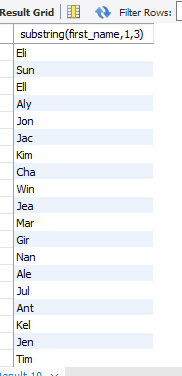 Result Grid Filter Rows:
substring(first_name,1,3)
Eli
Sun
Ell
Aly
Jon
Jac
Kim
Cha
Win
Jea
Mar
Gir
Nan
Ale
Jul
Ant
Kel
Jen
Tim